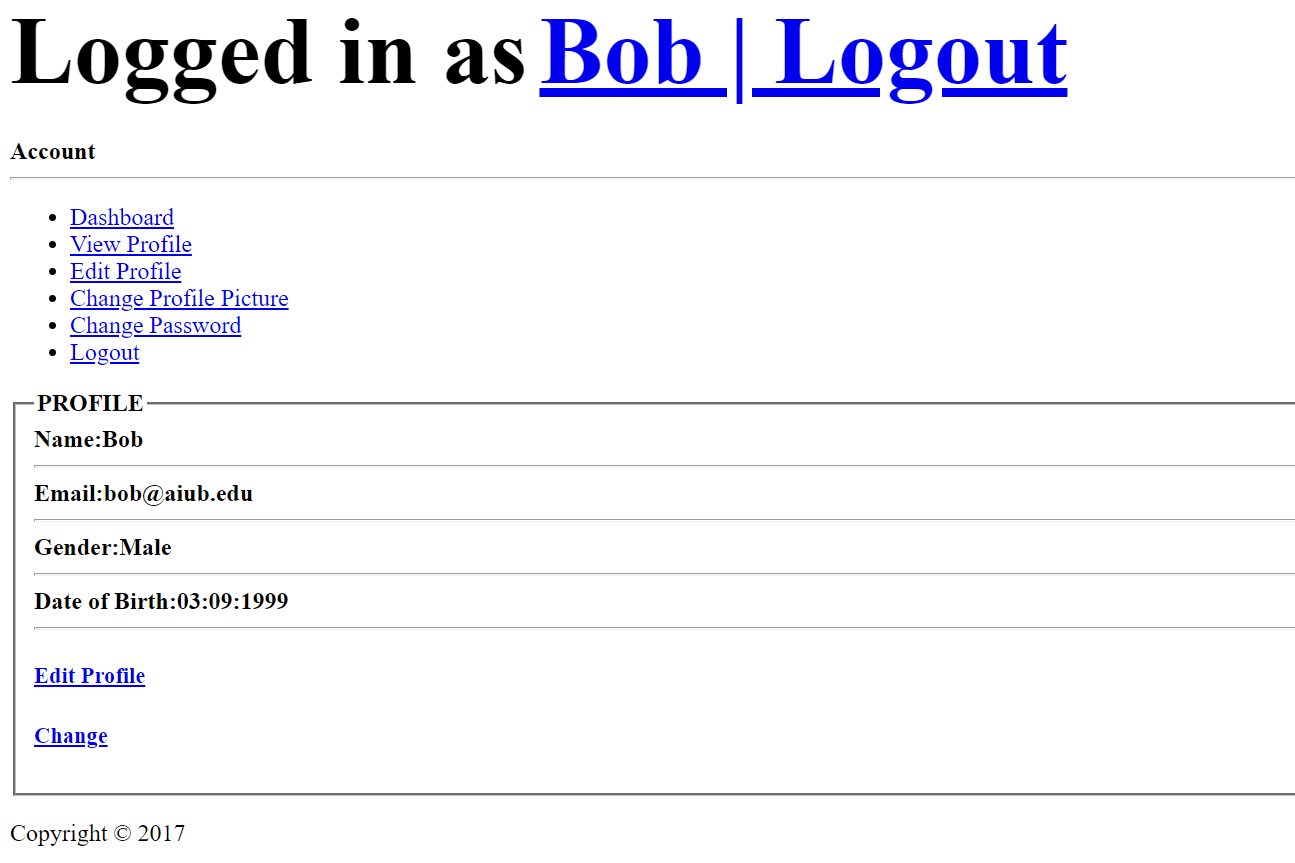 Logged in as Bob | Logout
Account
Dashboard
View Profile
Edit Profile
Change Profile Picture
Change Password
Logout
PROFILE
Name:Bob
Email:bob@aiub.edu
Gender:Male
Date of Birth:03:09:1999
Edit Profile
Change
Copyright © 2017